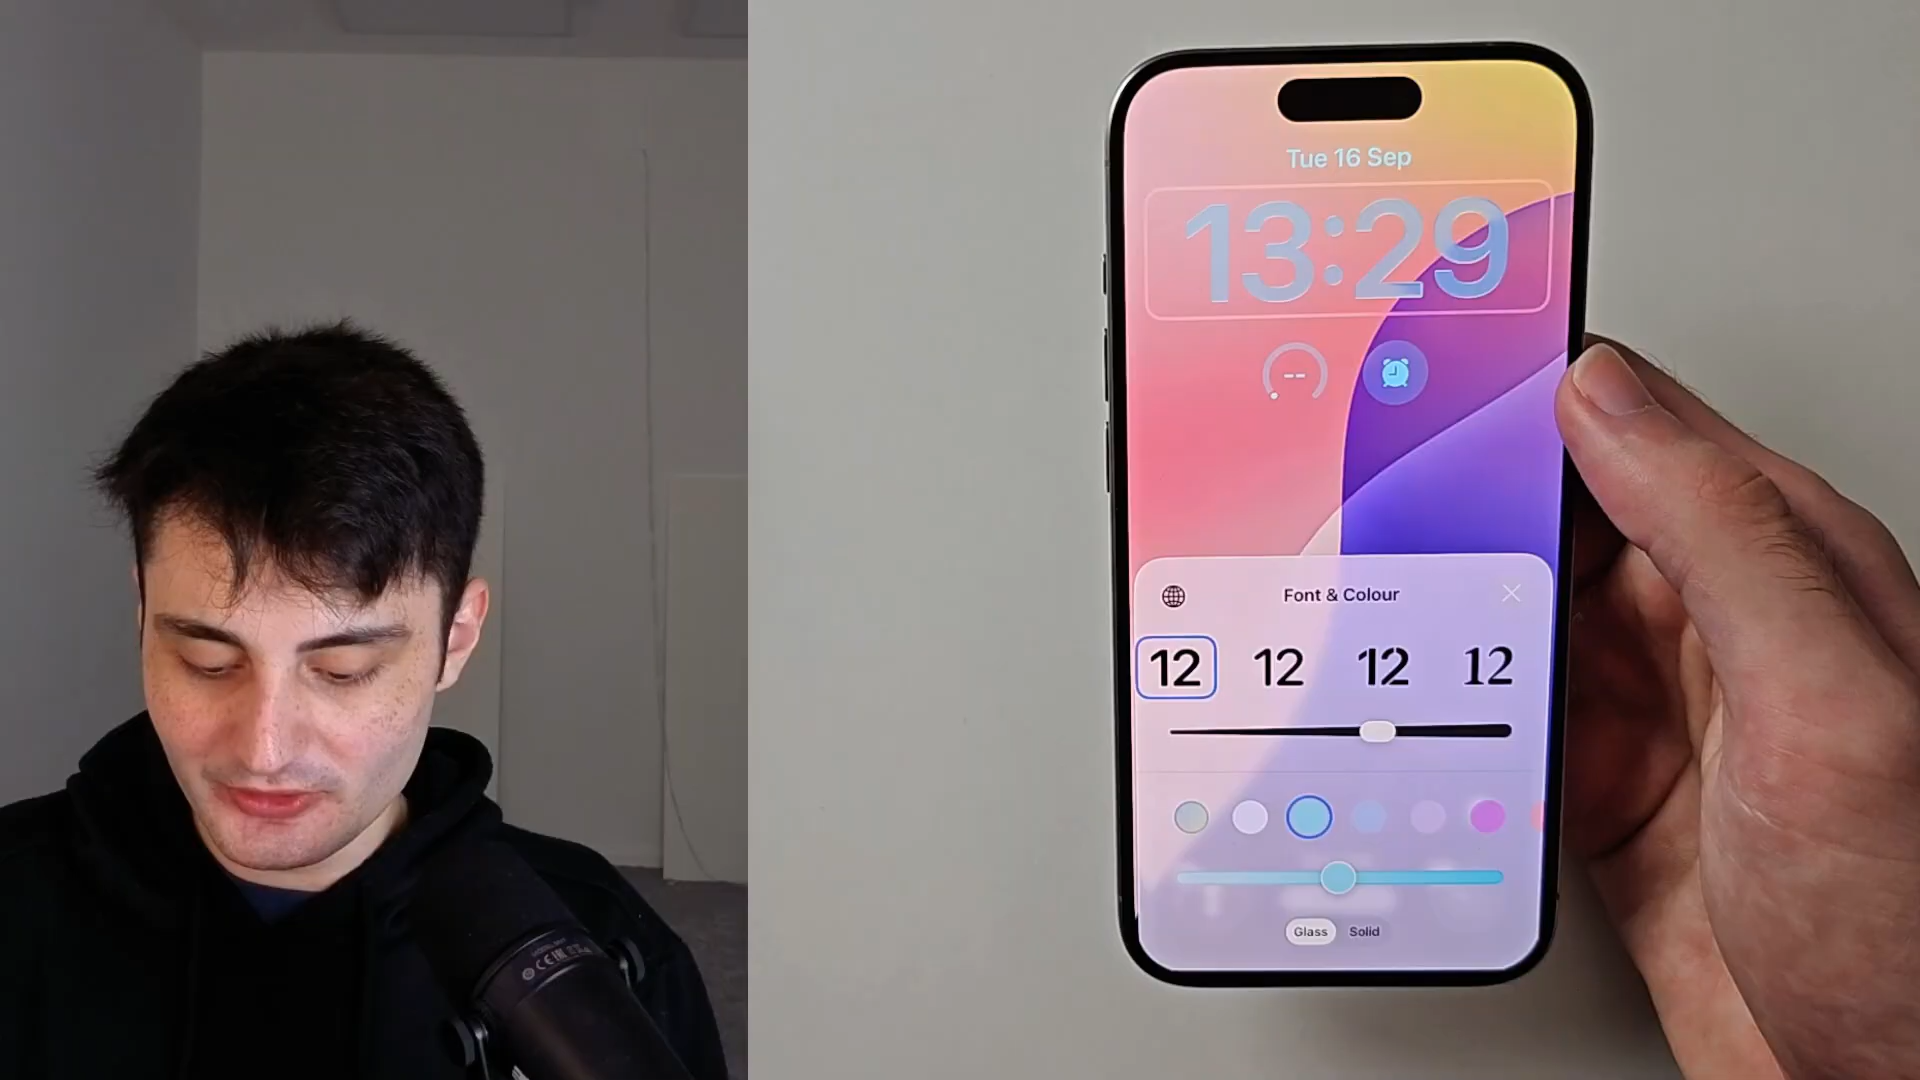 Tue 16 Sep
13:29
--
Font & Colour
12 12 12 12
Glass Solid